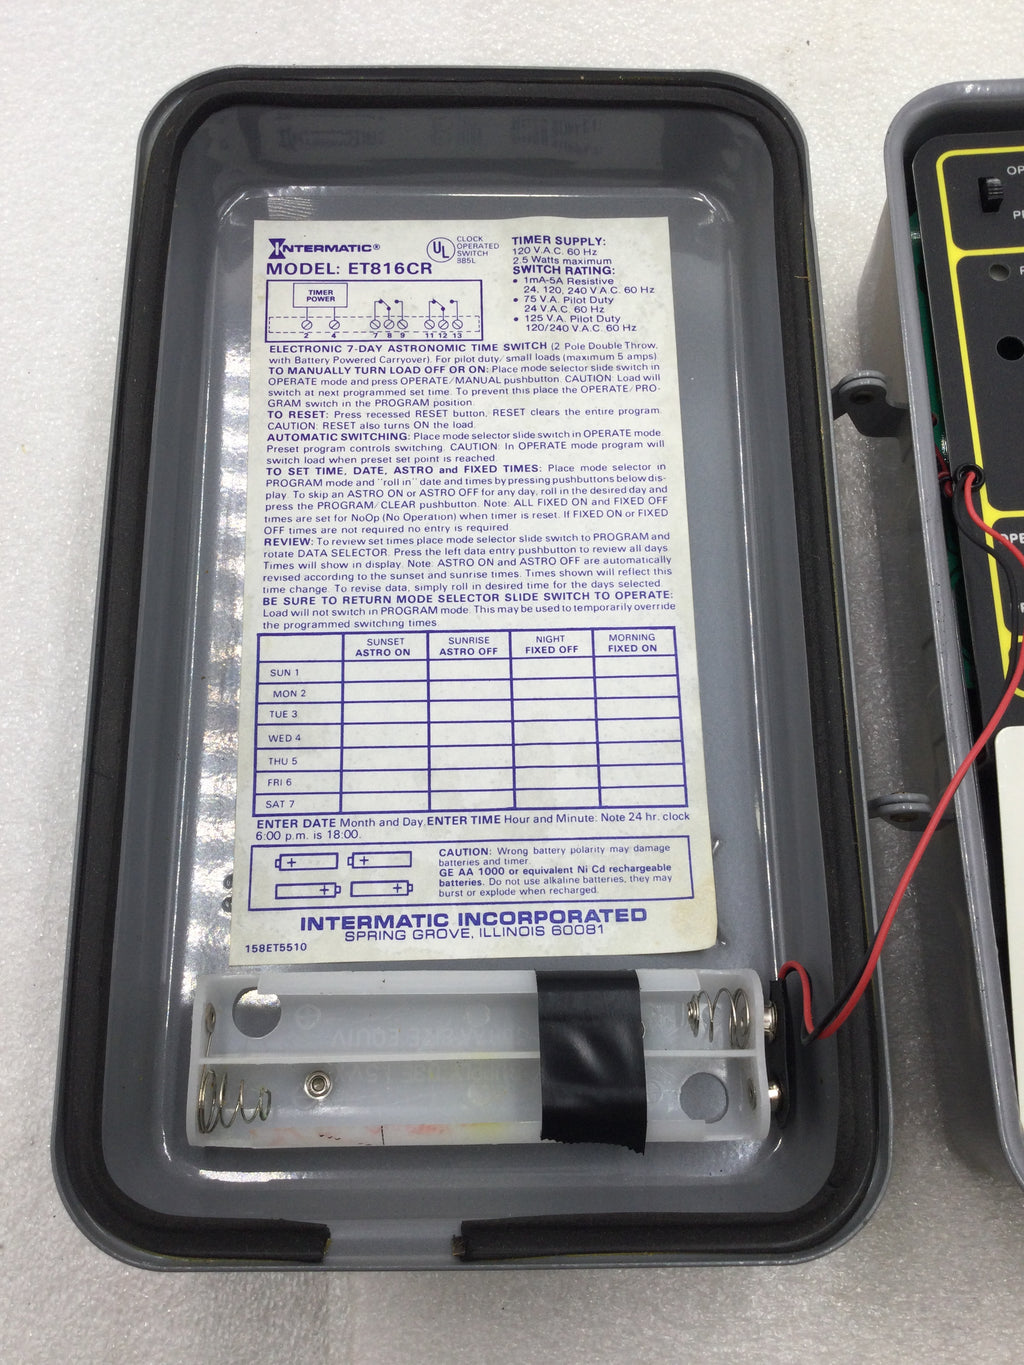 INTERMATIC®
MODEL: ET816CR
UL
CLOCK
OPERATED
SWITCH
885L
TIMER SUPPLY:
120 V.A.C. 60 Hz
2.5 Watts maximum
SWITCH RATING:
• 1mA-5A Resistive
24, 120, 240 V.A.C. 60 Hz
• 75 V.A. Pilot Duty
24 V.A.C. 60 Hz
• 125 V.A. Pilot Duty
120/240 V.A.C. 60 Hz
TIMER
POWER
2 4 7 8 9 11 12 13
ELECTRONIC 7-DAY ASTRONOMIC TIME SWITCH (2 Pole Double Throw,
with Battery Powered Carryover). For pilot duty/small loads (maximum 5 amps).
TO MANUALLY TURN LOAD OFF OR ON: Place mode selector slide switch in
OPERATE mode and press OPERATE/MANUAL pushbutton. CAUTION: Load will
switch at next programmed set time. To prevent this place the OPERATE/PRO-
GRAM switch in the PROGRAM position.
TO RESET: Press recessed RESET button, RESET clears the entire program.
CAUTION: RESET also turns ON the load.
AUTOMATIC SWITCHING: Place mode selector slide switch in OPERATE mode.
Preset program controls switching. CAUTION: In OPERATE mode program will
switch load when preset set point is reached.
TO SET TIME, DATE, ASTRO and FIXED TIMES: Place mode selector in
PROGRAM mode and "roll in" date and times by pressing pushbuttons below dis-
play. To skip an ASTRO ON or ASTRO OFF for any day, roll in the desired day and
press the PROGRAM/CLEAR pushbutton. Note: ALL FIXED ON and FIXED OFF
times are set for NoOp (No Operation) when timer is reset. If FIXED ON or FIXED
OFF times are not required no entry is required.
REVIEW: To review set times place mode selector slide switch to PROGRAM and
rotate DATA SELECTOR. Press the left data entry pushbutton to review all days.
Times will show in display. Note: ASTRO ON and ASTRO OFF are automatically
revised according to the sunset and sunrise times. Times shown will reflect this
time change. To revise data, simply roll in desired time for the days selected.
BE SURE TO RETURN MODE SELECTOR SLIDE SWITCH TO OPERATE:
Load will not switch in PROGRAM mode. This may be used to temporarily override
the programmed switching times.
SUNSET ASTRO ON
SUNRISE ASTRO OFF
NIGHT FIXED OFF
MORNING FIXED ON
SUN 1
MON 2
TUE 3
WED 4
THU 5
FRI 6
SAT 7
ENTER DATE Month and Day. ENTER TIME Hour and Minute: Note 24 hr. clock
6:00 p.m. is 18:00.
CAUTION: Wrong battery polarity may damage
batteries and timer.
GE AA 1000 or equivalent Ni Cd rechargeable
batteries. Do not use alkaline batteries, they may
burst or explode when recharged.
INTERMATIC INCORPORATED
SPRING GROVE, ILLINOIS 60081
158ET5510